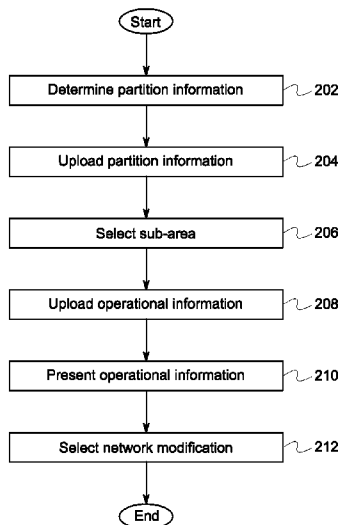 Start
Determine partition information 202
Upload partition information 204
Select sub-area 206
Upload operational information 208
Present operational information 210
Select network modification 212
End